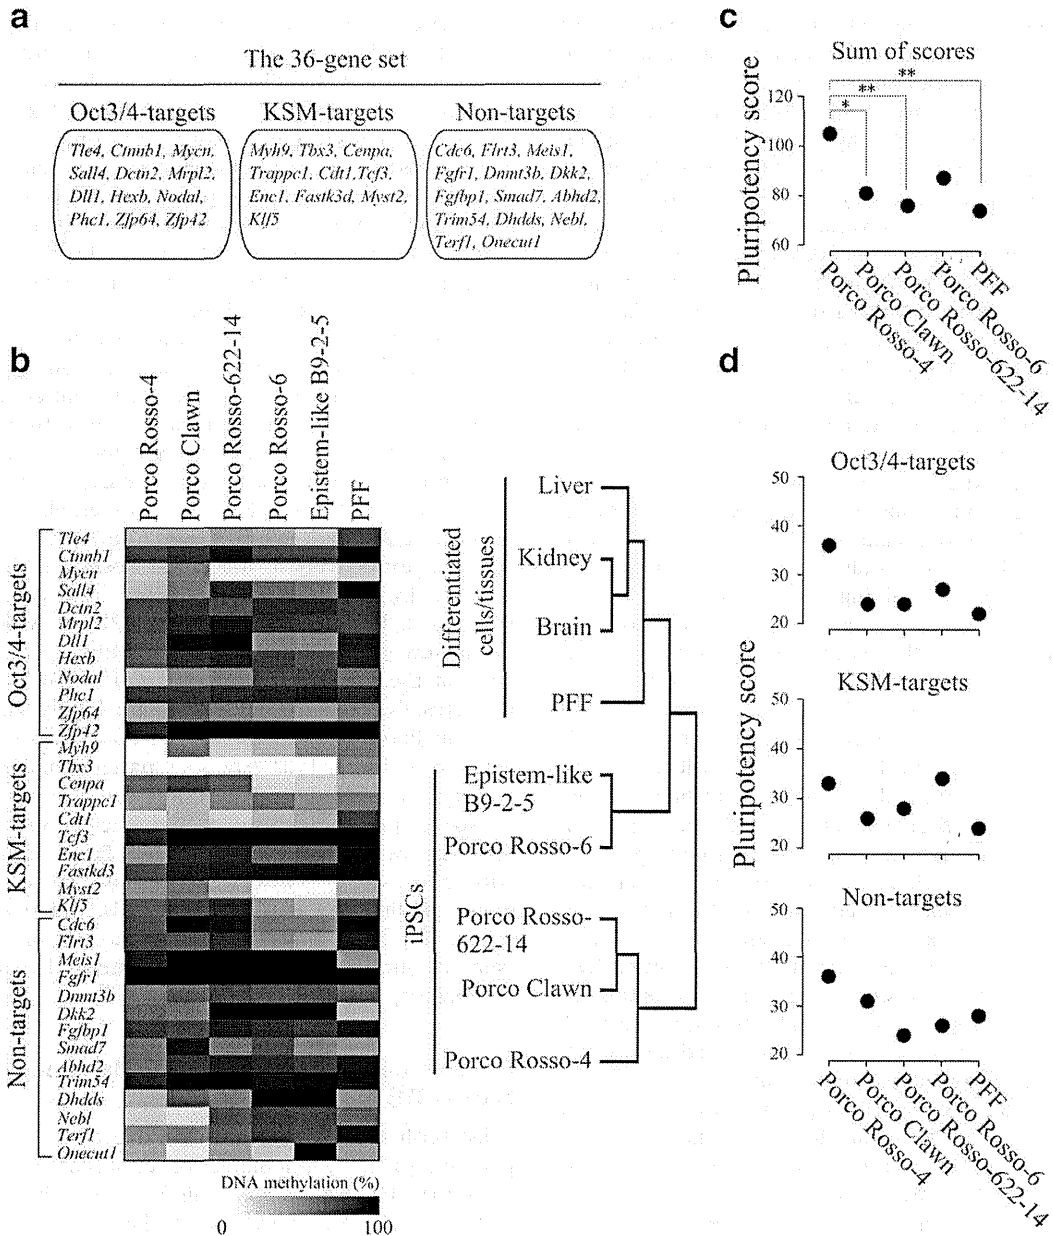 a
The 36-gene set
Oct3/4-targets
Tle4, Ctnnb1, Mycn,
Sall4, Dctn2, Mrpl2,
Dll1, Hexb, Nodal,
Phc1, Zfp64, Zfp42
KSM-targets
Myh9, Tbx3, Cenpa,
Trappc1, Cdt1,Tcf3,
Enc1, Fastk3d, Myst2,
Klf5
Non-targets
Cdc6, Flrt3, Meis1,
Fgfr1, Dnmt3b, Dkk2,
Fgfbp1, Smad7, Abhd2,
Trim54, Dhdds, Nebl,
Terf1, Onecut1
b
Porco Rosso-4
Porco Clawn
Porco Rosso-622-14
Porco Rosso-6
Epistem-like B9-2-5
PFF
Oct3/4-targets
Tle4
Ctnnb1
Mycn
Sall4
Dctn2
Mrpl2
Dll1
Hexb
Nodal
Phc1
Zfp64
Zfp42
KSM-targets
Myh9
Tbx3
Cenpa
Trappc1
Cdt1
Tcf3
Enc1
Fastkd3
Myst2
Klf5
Non-targets
Cdc6
Flrt3
Meis1
Fgfr1
Dnmt3b
Dkk2
Fgfbp1
Smad7
Abhd2
Trim54
Dhdds
Nebl
Terf1
Onecut1
DNA methylation (%)
0
100
Differentiated
cells/tissues
Liver
Kidney
Brain
PFF
iPSCs
Epistem-like
B9-2-5
Porco Rosso-6
Porco Rosso-
622-14
Porco Clawn
Porco Rosso-4
c
Sum of scores
Pluripotency score
**
**
*
120
100
80
60
Porco Rosso-4
Porco Clawn
Porco Rosso-622-14
Porco Rosso-6
PFF
d
Pluripotency score
Oct3/4-targets
50
40
30
20
KSM-targets
50
40
30
20
Non-targets
50
40
30
20
Porco Rosso-4
Porco Clawn
Porco Rosso-622-14
Porco Rosso-6
PFF